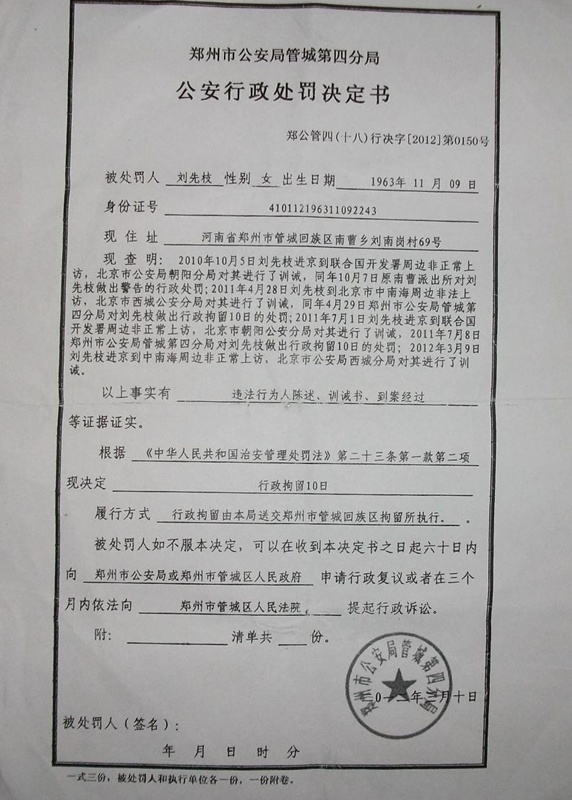 郑州市公安局管城第四分局
公安行政处罚决定书
郑公管四(十八)行决字[2012]第0150号
被处罚人 刘先枝 性别 女 出生日期 1963年 11月 09日
身份证号 410112196311092243
现住址 河南省郑州市管城回族区南曹乡刘南岗村69号
现查明: 2010年10月5日刘先枝进京到联合国开发署周边非正常上
访，北京市公安局朝阳分局对其进行了训诫，同年10月7日原南曹派出所对刘
先枝做出警告的行政处罚;2011年4月28日刘先枝到北京市中南海周边非法上
访，北京市西城公安分局对其进行了训诫，同年4月29日郑州市公安局管城第
四分局对刘先枝做出行政拘留10日的处罚;2011年7月1日刘先枝到联合国
开发署周边非正常上访，北京市朝阳公安分局对其进行了训诫，2011年7月8日
郑州市公安局管城第四分局对刘先枝做出行政拘留10日的处罚; 2012年3月9日
刘先枝进京到中南海周边非正常上访，北京市公安局西城分局对其进行了训
诫。
以上事实有 违法行为人陈述、训诫书、到案经过
等证据证实。
根据 《中华人民共和国治安管理处罚法》第二十三条第一款第二项
现决定 行政拘留10日
履行方式 行政拘留由本局送交郑州市管城回族区拘留所执行。 。
被处罚人如不服本决定，可以在收到本决定书之日起六十日内
向 郑州市公安局或郑州市管城区人民政府 申请行政复议或者在三个
月内依法向 郑州市管城区人民法院 提起行政诉讼。
附: 清单共 份。
郑州市公安局管城第四分局
月十日
被处罚人(签名):
年 月 日 时 分
一式三份，被处罚人和执行单位各一份，一份附卷。